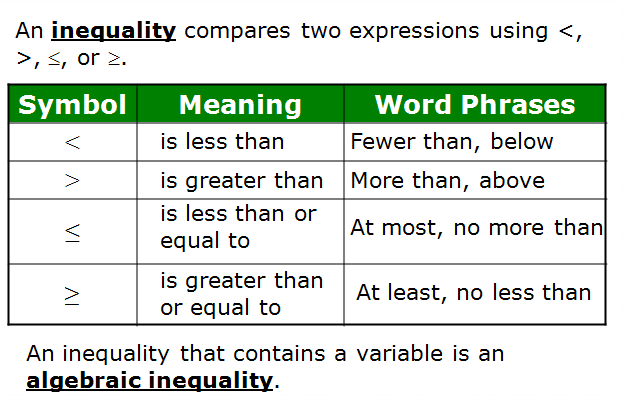 An inequality compares two expressions using <,
>, ≤, or ≥.
Symbol Meaning Word Phrases
< is less than Fewer than, below
> is greater than More than, above
≤ is less than or equal to At most, no more than
≥ is greater than or equal to At least, no less than
An inequality that contains a variable is an
algebraic inequality.